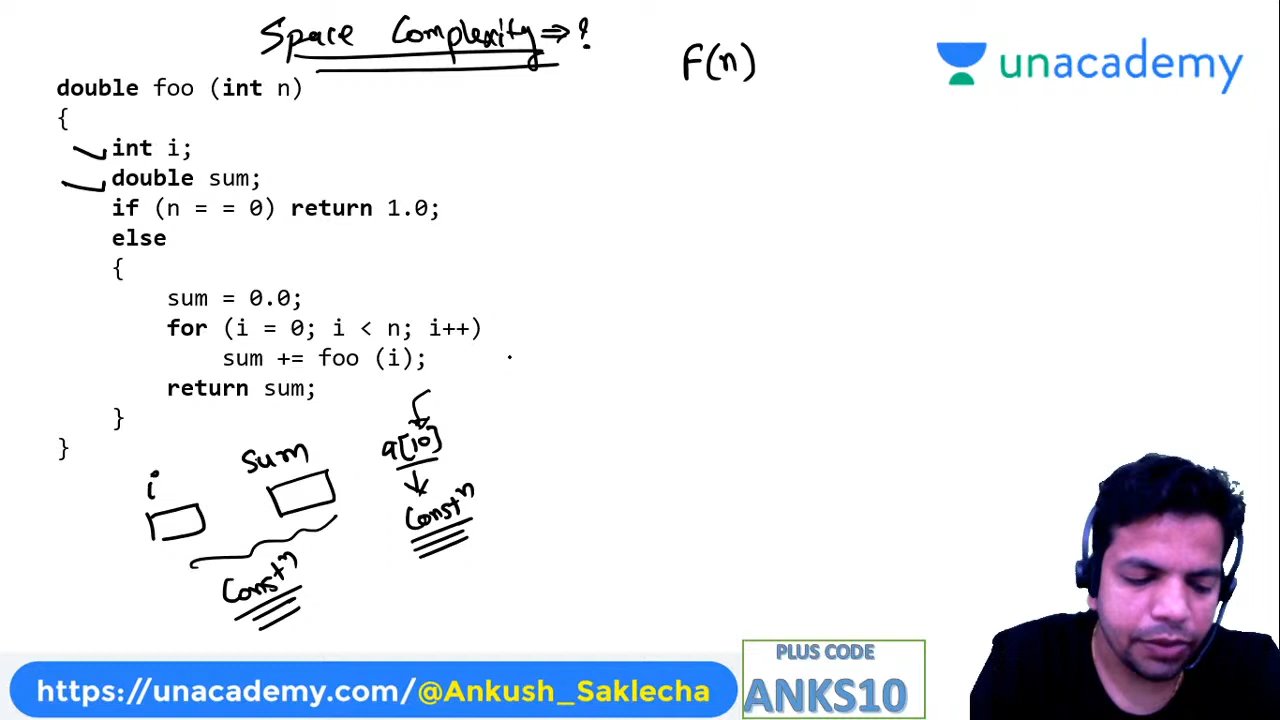 Space Complexity ⇒ ?
F(n)
unacademy
double foo (int n)
{
int i;
double sum;
if (n = = 0) return 1.0;
else
{
sum = 0.0;
for (i = 0; i < n; i++)
sum += foo (i);
return sum;
}
}
i
sum
a[10]
Constⁿ
Constⁿ
https://unacademy.com/@Ankush_Saklecha
PLUS CODE
ANKS10